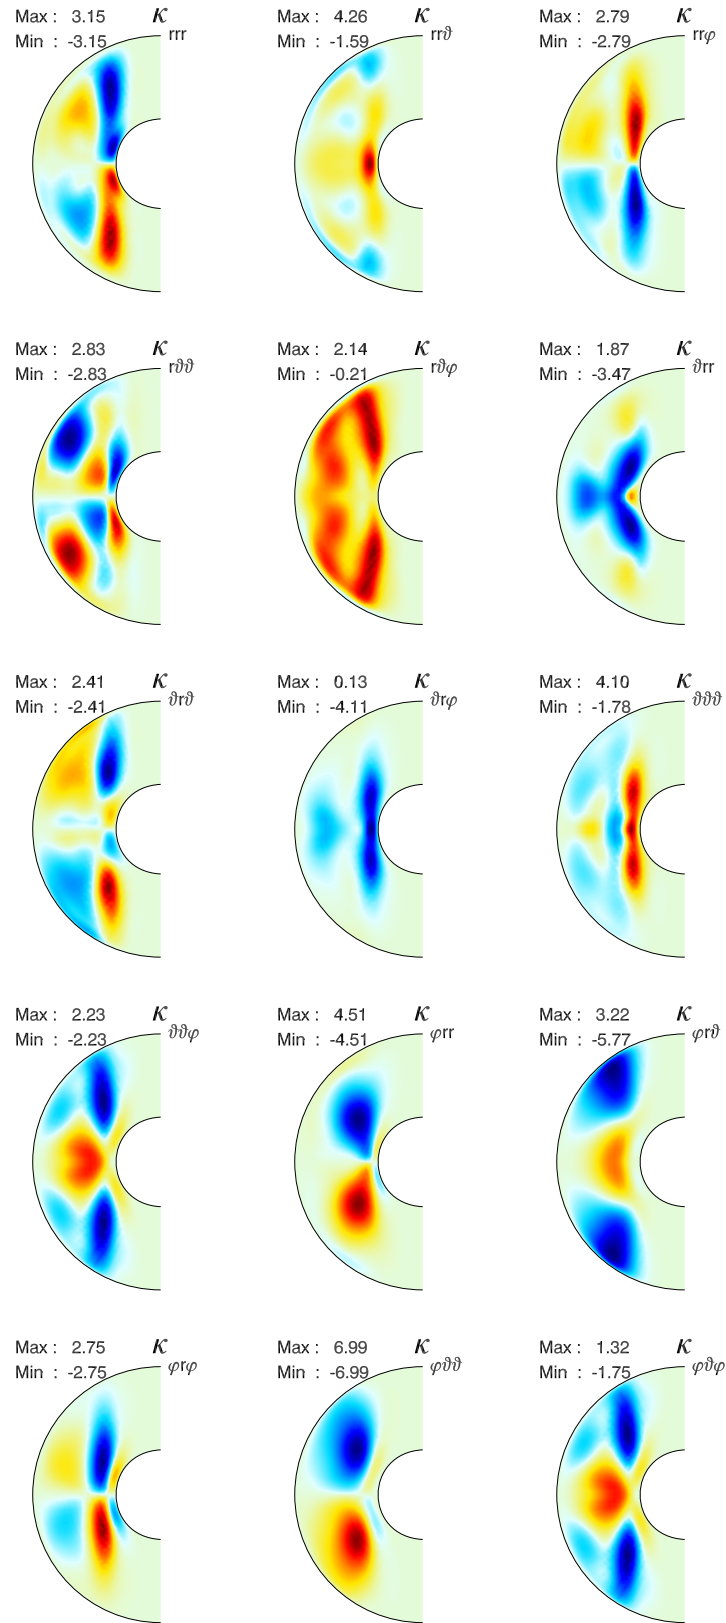 Max : 3.15 κ rrr Max : 4.26 κ rrϑ Max : 2.79 κ rrφ
Min : -3.15 Min : -1.59 Min : -2.79
Max : 2.83 κ rϑϑ Max : 2.14 κ rϑφ Max : 1.87 κ ϑrr
Min : -2.83 Min : -0.21 Min : -3.47
Max : 2.41 κ ϑrϑ Max : 0.13 κ ϑrφ Max : 4.10 κ ϑϑϑ
Min : -2.41 Min : -4.11 Min : -1.78
Max : 2.23 κ ϑϑφ Max : 4.51 κ φrr Max : 3.22 κ φrϑ
Min : -2.23 Min : -4.51 Min : -5.77
Max : 2.75 κ φrφ Max : 6.99 κ φϑϑ Max : 1.32 κ φϑφ
Min : -2.75 Min : -6.99 Min : -1.75